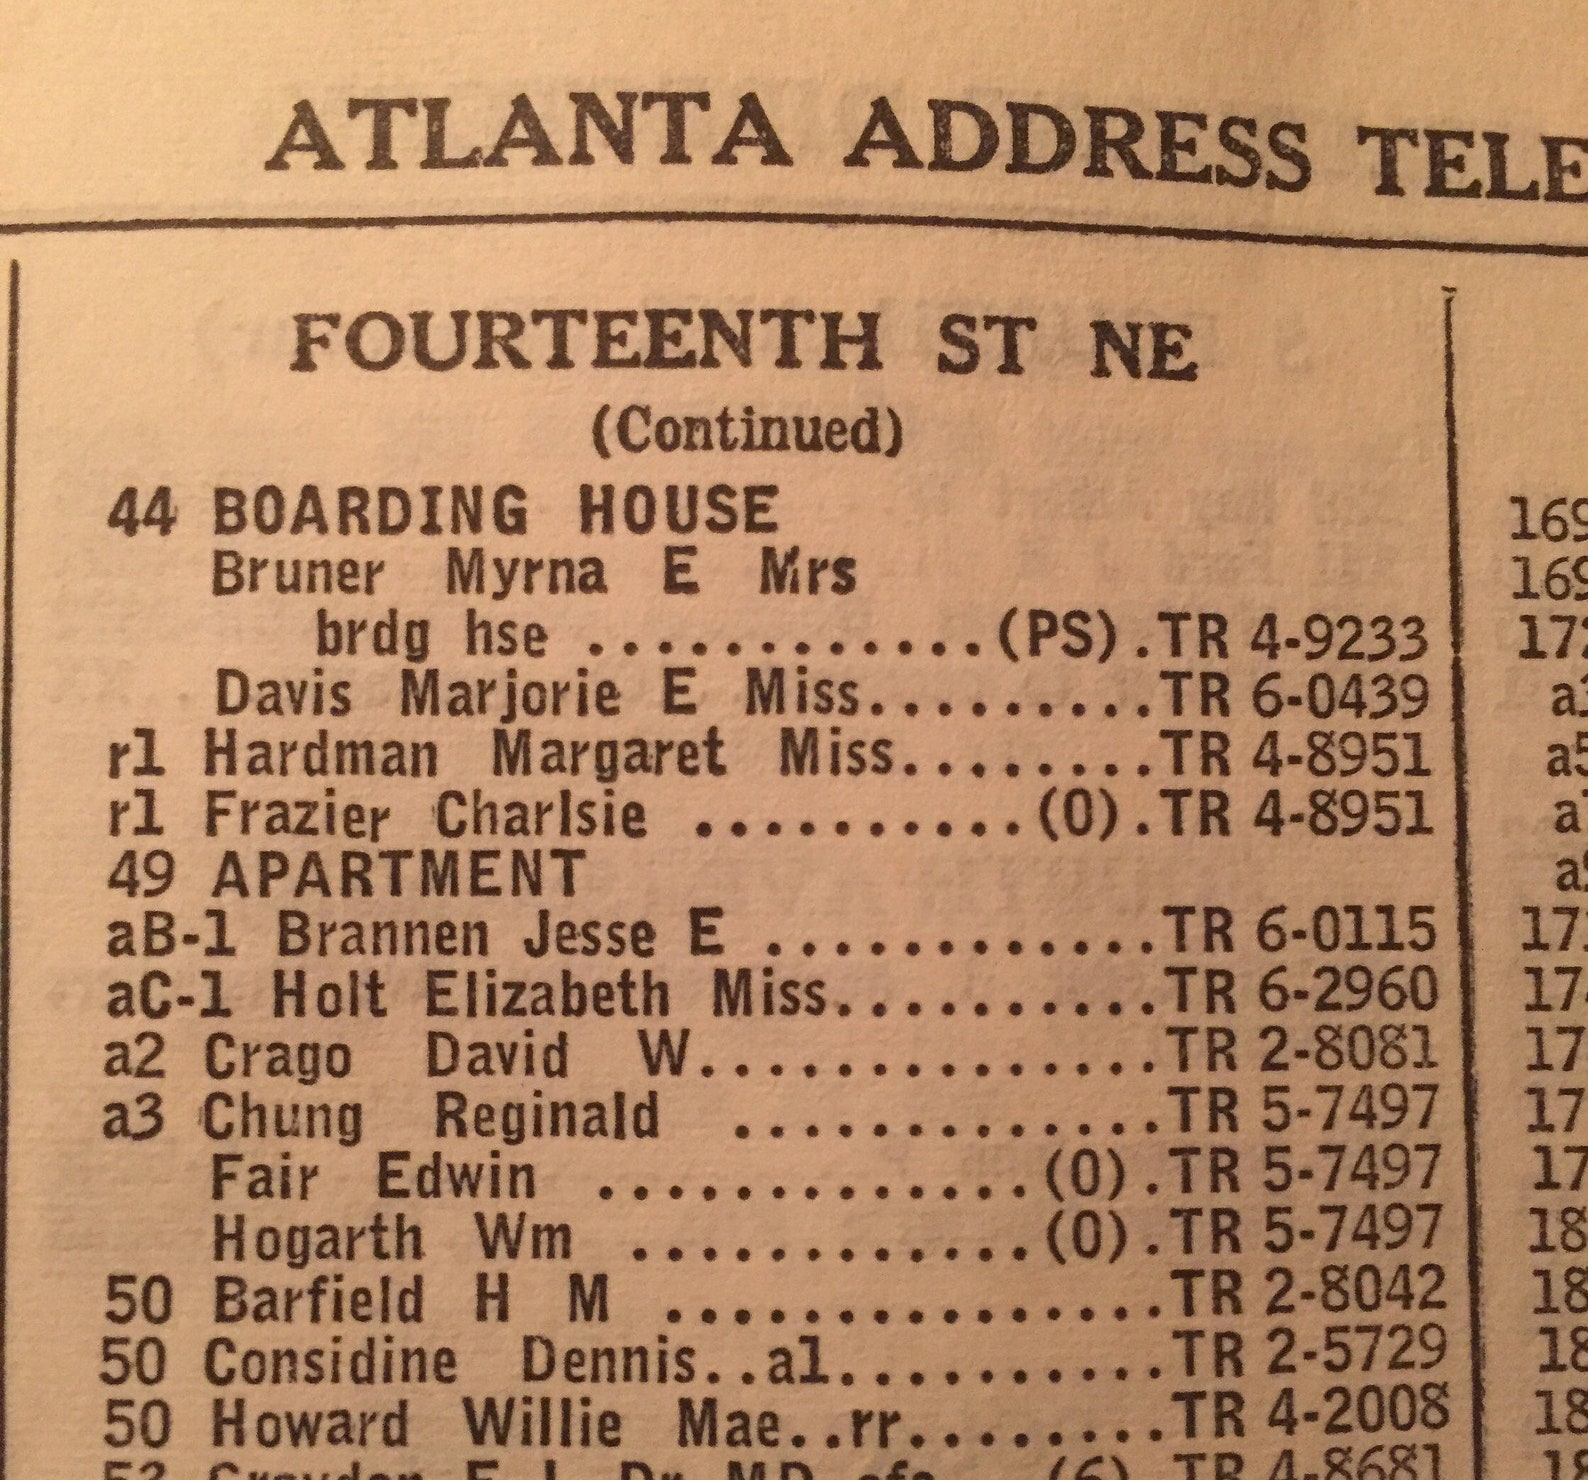 ATLANTA ADDRESS TELE
FOURTEENTH ST NE
(Continued)
44 BOARDING HOUSE
Bruner Myrna E Mrs
brdg hse ............(PS).TR 4-9233
Davis Marjorie E Miss.........TR 6-0439
r1 Hardman Margaret Miss........TR 4-8951
r1 Frazier Charlsie ..........(O).TR 4-8951
49 APARTMENT
aB-1 Brannen Jesse E ............TR 6-0115
aC-1 Holt Elizabeth Miss..........TR 6-2960
a2 Crago David W..............TR 2-8081
a3 Chung Reginald .............TR 5-7497
Fair Edwin .............(O).TR 5-7497
Hogarth Wm ............(O).TR 5-7497
50 Barfield H M ...............TR 2-8042
50 Considine Dennis..a1..........TR 2-5729
50 Howard Willie Mae..rr........TR 4-2008
(6) TR 4-8681